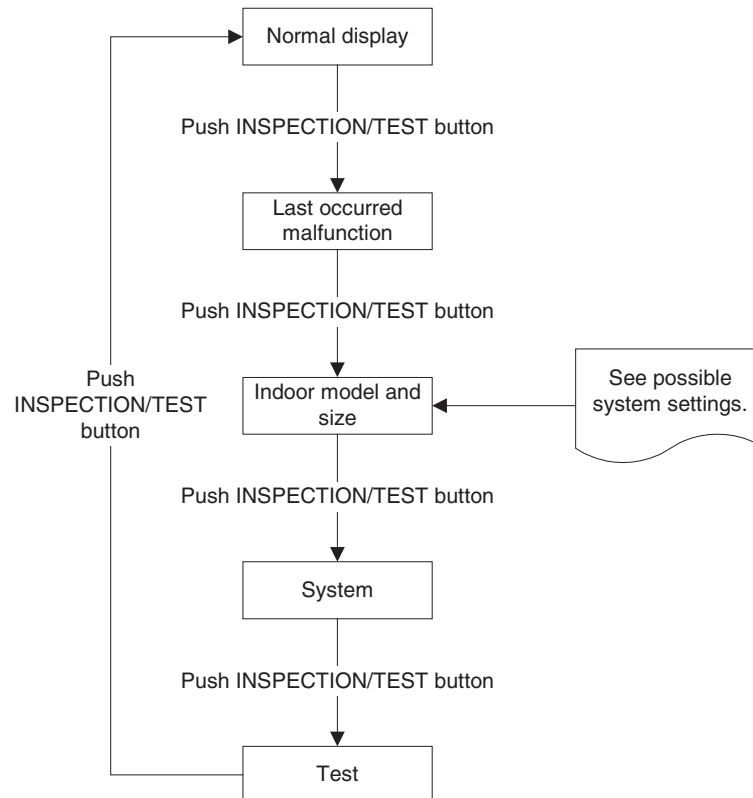 Normal display
Push INSPECTION/TEST button
Last occurred
malfunction
Push INSPECTION/TEST button
Indoor model and
size
See possible
system settings.
Push
INSPECTION/TEST
button
Push INSPECTION/TEST button
System
Push INSPECTION/TEST button
Test